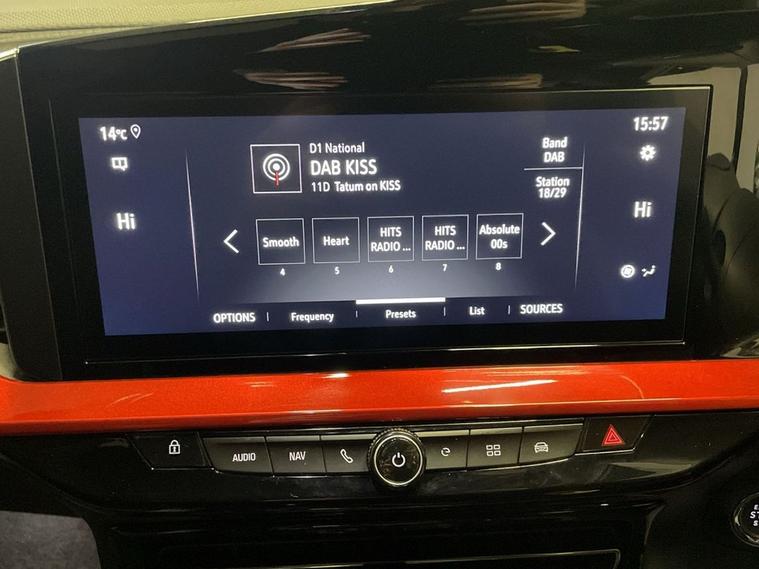 14°C
15:57
D1 National
DAB KISS
11D Tatum on KISS
Band
DAB
Station
18/29
Hi
Hi
Smooth
Heart
HITS
RADIO ...
HITS
RADIO ...
Absolute
00s
4
5
6
7
8
OPTIONS
Frequency
Presets
List
SOURCES
AUDIO
NAV